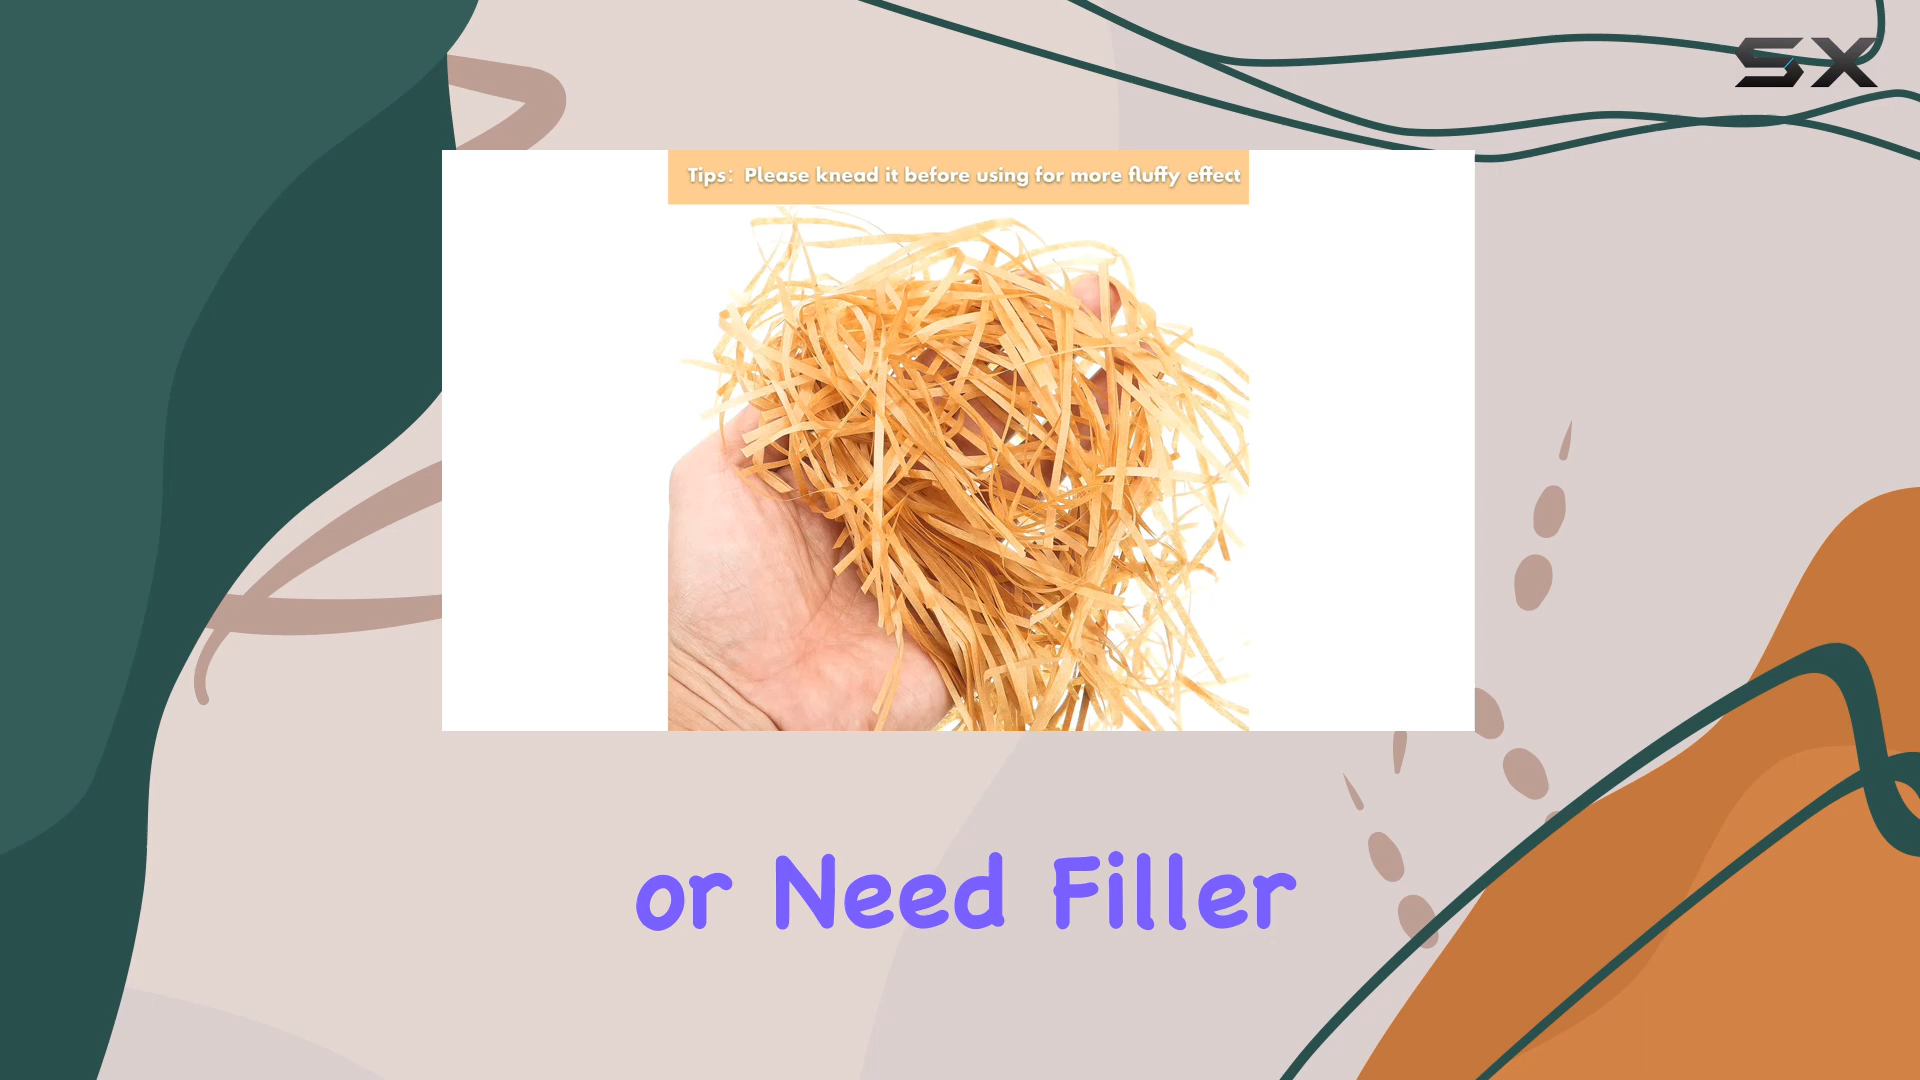 SX
Tips: Please knead it before using for more fluffy effect
or Need Filler